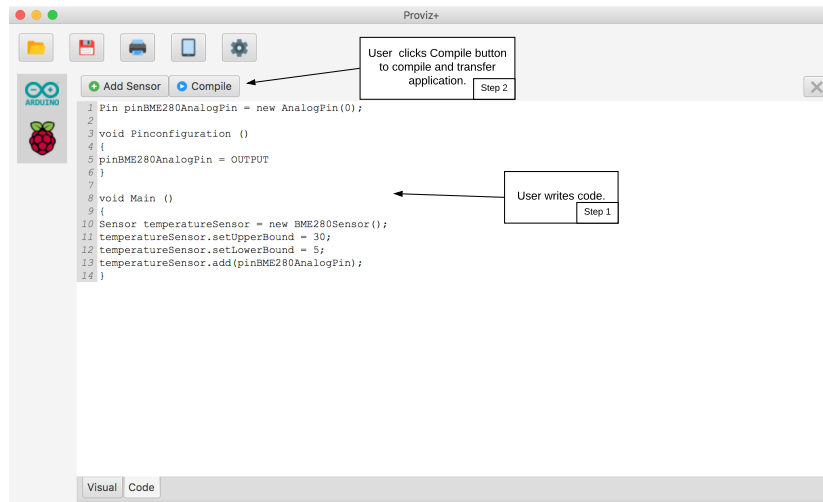 Proviz+
User clicks Compile button
to compile and transfer
application.
Step 2
ARDUINO
Add Sensor
Compile
1 Pin pinBME280AnalogPin = new AnalogPin(0);
2
3 void Pinconfiguration ()
4 {
5 pinBME280AnalogPin = OUTPUT
6 }
7
8 void Main ()
9 {
10 Sensor temperatureSensor = new BME280Sensor();
11 temperatureSensor.setUpperBound = 30;
12 temperatureSensor.setLowerBound = 5;
13 temperatureSensor.add(pinBME280AnalogPin);
14 }
User writes code.
Step 1
Visual
Code